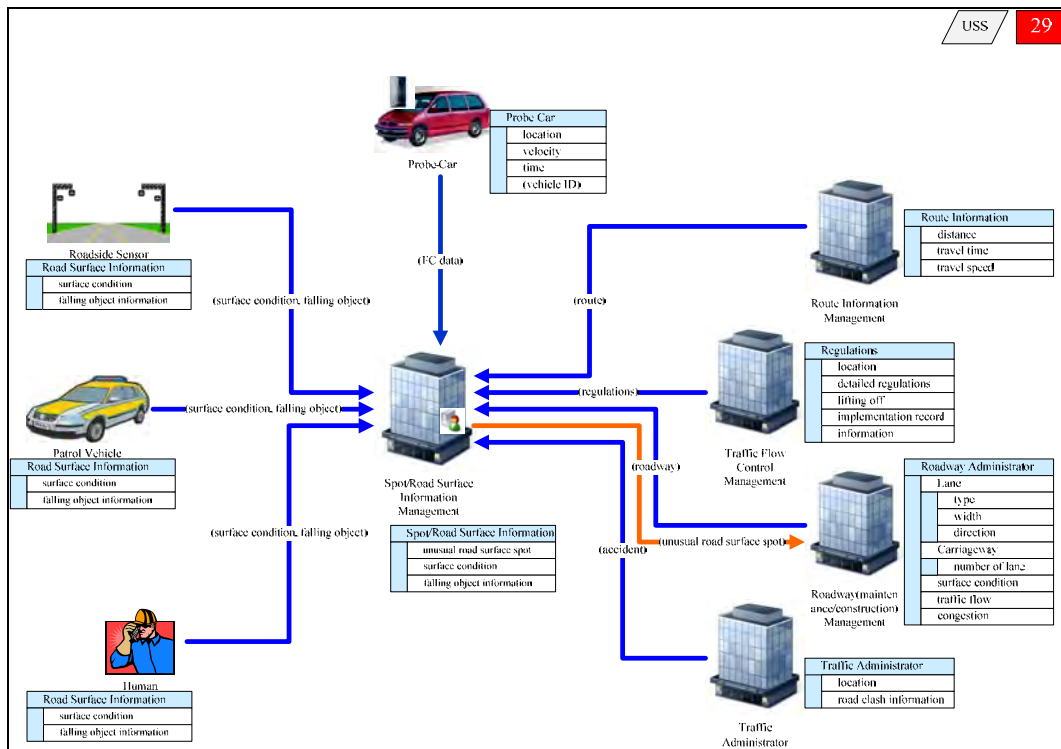 USS
29
Probe-Car
Probe Car
location
velocity
time
(vehicle ID)
Roadside Sensor
Road Surface Information
surface condition
falling object information
(FC data)
(surface condition, falling object)
(route)
Route Information
Management
Route Information
distance
travel time
travel speed
Patrol Vehicle
Road Surface Information
surface condition
falling object information
(surface condition, falling object)
(regulations)
Traffic Flow
Control
Management
Regulations
location
detailed regulations
lifting off
implementation record
information
Spot/Road Surface
Information
Management
Spot/Road Surface Information
unusual road surface spot
surface condition
falling object information
(roadway)
(unusual road surface spot)
(accident)
Roadway(mainten
ance/construction)
Management
Roadway Administrator
Lane
type
width
direction
Carriageway
number of lane
surface condition
traffic flow
congestion
(surface condition, falling object)
Human
Road Surface Information
surface condition
falling object information
Traffic
Administrator
Traffic Administrator
location
road clash information